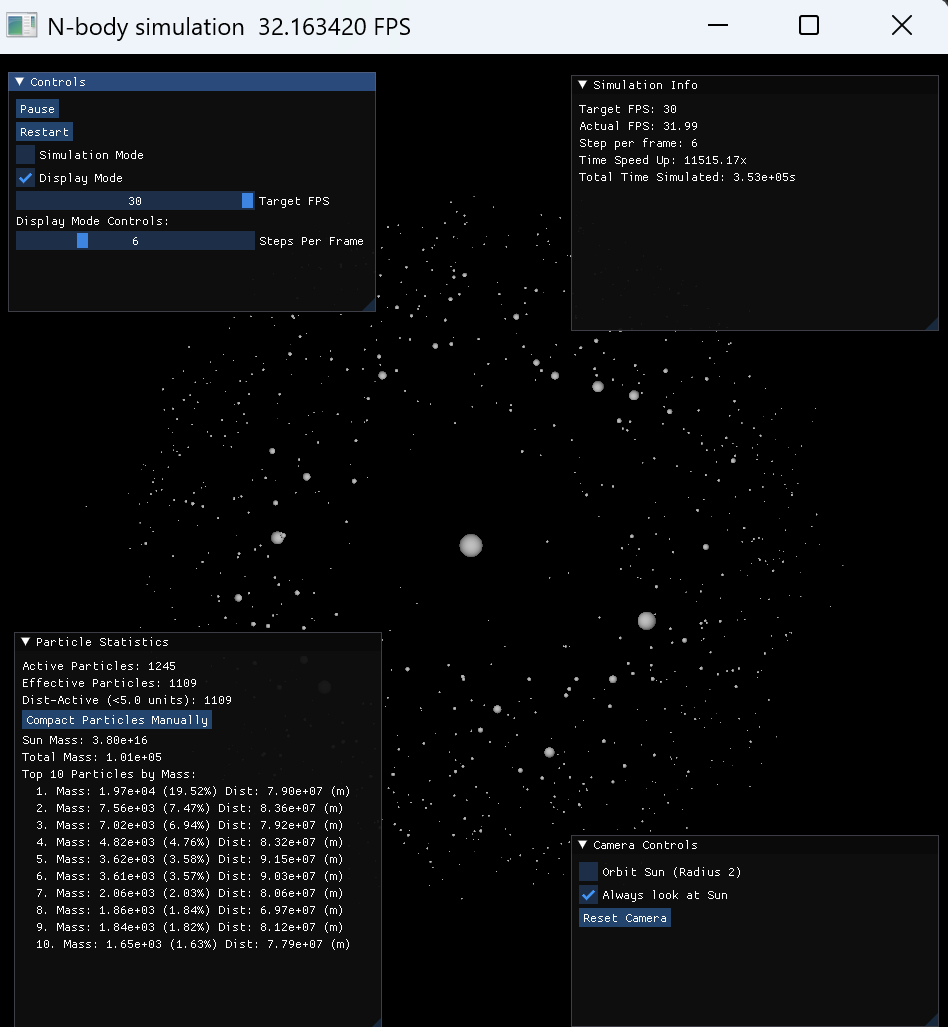 N-body simulation  32.163420 FPS
Controls
Pause
Restart
Simulation Mode
Display Mode
30 Target FPS
Display Mode Controls:
6 Steps Per Frame
Simulation Info
Target FPS: 30
Actual FPS: 31.99
Step per frame: 6
Time Speed Up: 11515.17x
Total Time Simulated: 3.53e+05s
Particle Statistics
Active Particles: 1245
Effective Particles: 1109
Dist-Active (<5.0 units): 1109
Compact Particles Manually
Sun Mass: 3.80e+16
Total Mass: 1.01e+05
Top 10 Particles by Mass:
1. Mass: 1.97e+04 (19.52%) Dist: 7.90e+07 (m)
2. Mass: 7.56e+03 (7.47%) Dist: 8.36e+07 (m)
3. Mass: 7.02e+03 (6.94%) Dist: 7.92e+07 (m)
4. Mass: 4.82e+03 (4.76%) Dist: 8.32e+07 (m)
5. Mass: 3.62e+03 (3.58%) Dist: 9.15e+07 (m)
6. Mass: 3.61e+03 (3.57%) Dist: 9.03e+07 (m)
7. Mass: 2.06e+03 (2.03%) Dist: 8.06e+07 (m)
8. Mass: 1.86e+03 (1.84%) Dist: 6.97e+07 (m)
9. Mass: 1.84e+03 (1.82%) Dist: 8.12e+07 (m)
10. Mass: 1.65e+03 (1.63%) Dist: 7.79e+07 (m)
Camera Controls
Orbit Sun (Radius 2)
Always look at Sun
Reset Camera